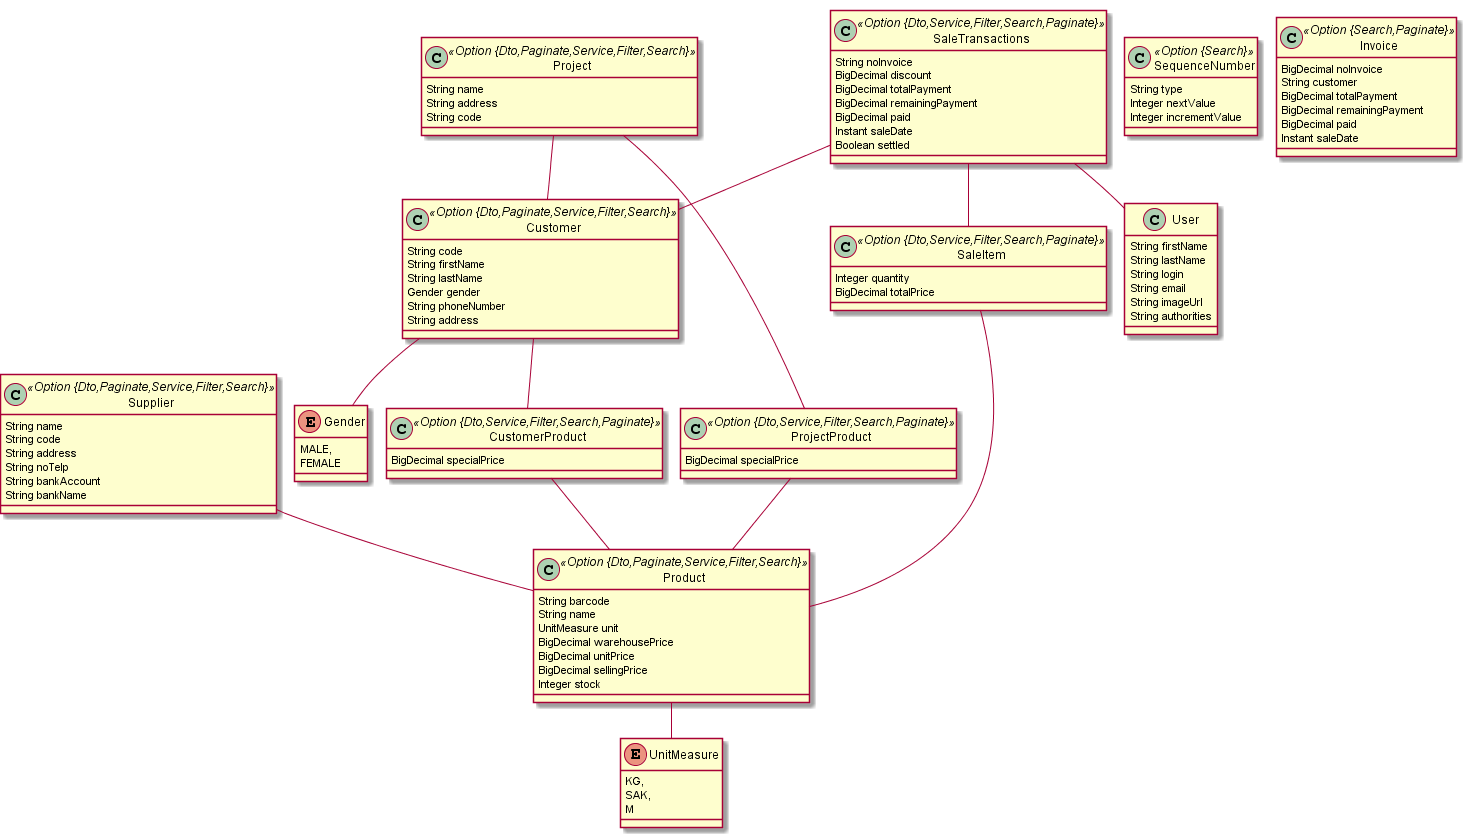 C «Option {Dto,Paginate,Service,Filter,Search}»
Project
String name
String address
String code
C «Option {Dto,Service,Filter,Search,Paginate}»
SaleTransactions
String noInvoice
BigDecimal discount
BigDecimal totalPayment
BigDecimal remainingPayment
BigDecimal paid
Instant saleDate
Boolean settled
C «Option {Search}»
SequenceNumber
String type
Integer nextValue
Integer incrementValue
C «Option {Search,Paginate}»
Invoice
BigDecimal noInvoice
String customer
BigDecimal totalPayment
BigDecimal remainingPayment
BigDecimal paid
Instant saleDate
C «Option {Dto,Paginate,Service,Filter,Search}»
Customer
String code
String firstName
String lastName
Gender gender
String phoneNumber
String address
C «Option {Dto,Service,Filter,Search,Paginate}»
SaleItem
Integer quantity
BigDecimal totalPrice
C User
String firstName
String lastName
String login
String email
String imageUrl
String authorities
C «Option {Dto,Paginate,Service,Filter,Search}»
Supplier
String name
String code
String address
String noTelp
String bankAccount
String bankName
E Gender
MALE,
FEMALE
C «Option {Dto,Service,Filter,Search,Paginate}»
CustomerProduct
BigDecimal specialPrice
C «Option {Dto,Service,Filter,Search,Paginate}»
ProjectProduct
BigDecimal specialPrice
C «Option {Dto,Paginate,Service,Filter,Search}»
Product
String barcode
String name
UnitMeasure unit
BigDecimal warehousePrice
BigDecimal unitPrice
BigDecimal sellingPrice
Integer stock
E UnitMeasure
KG,
SAK,
M